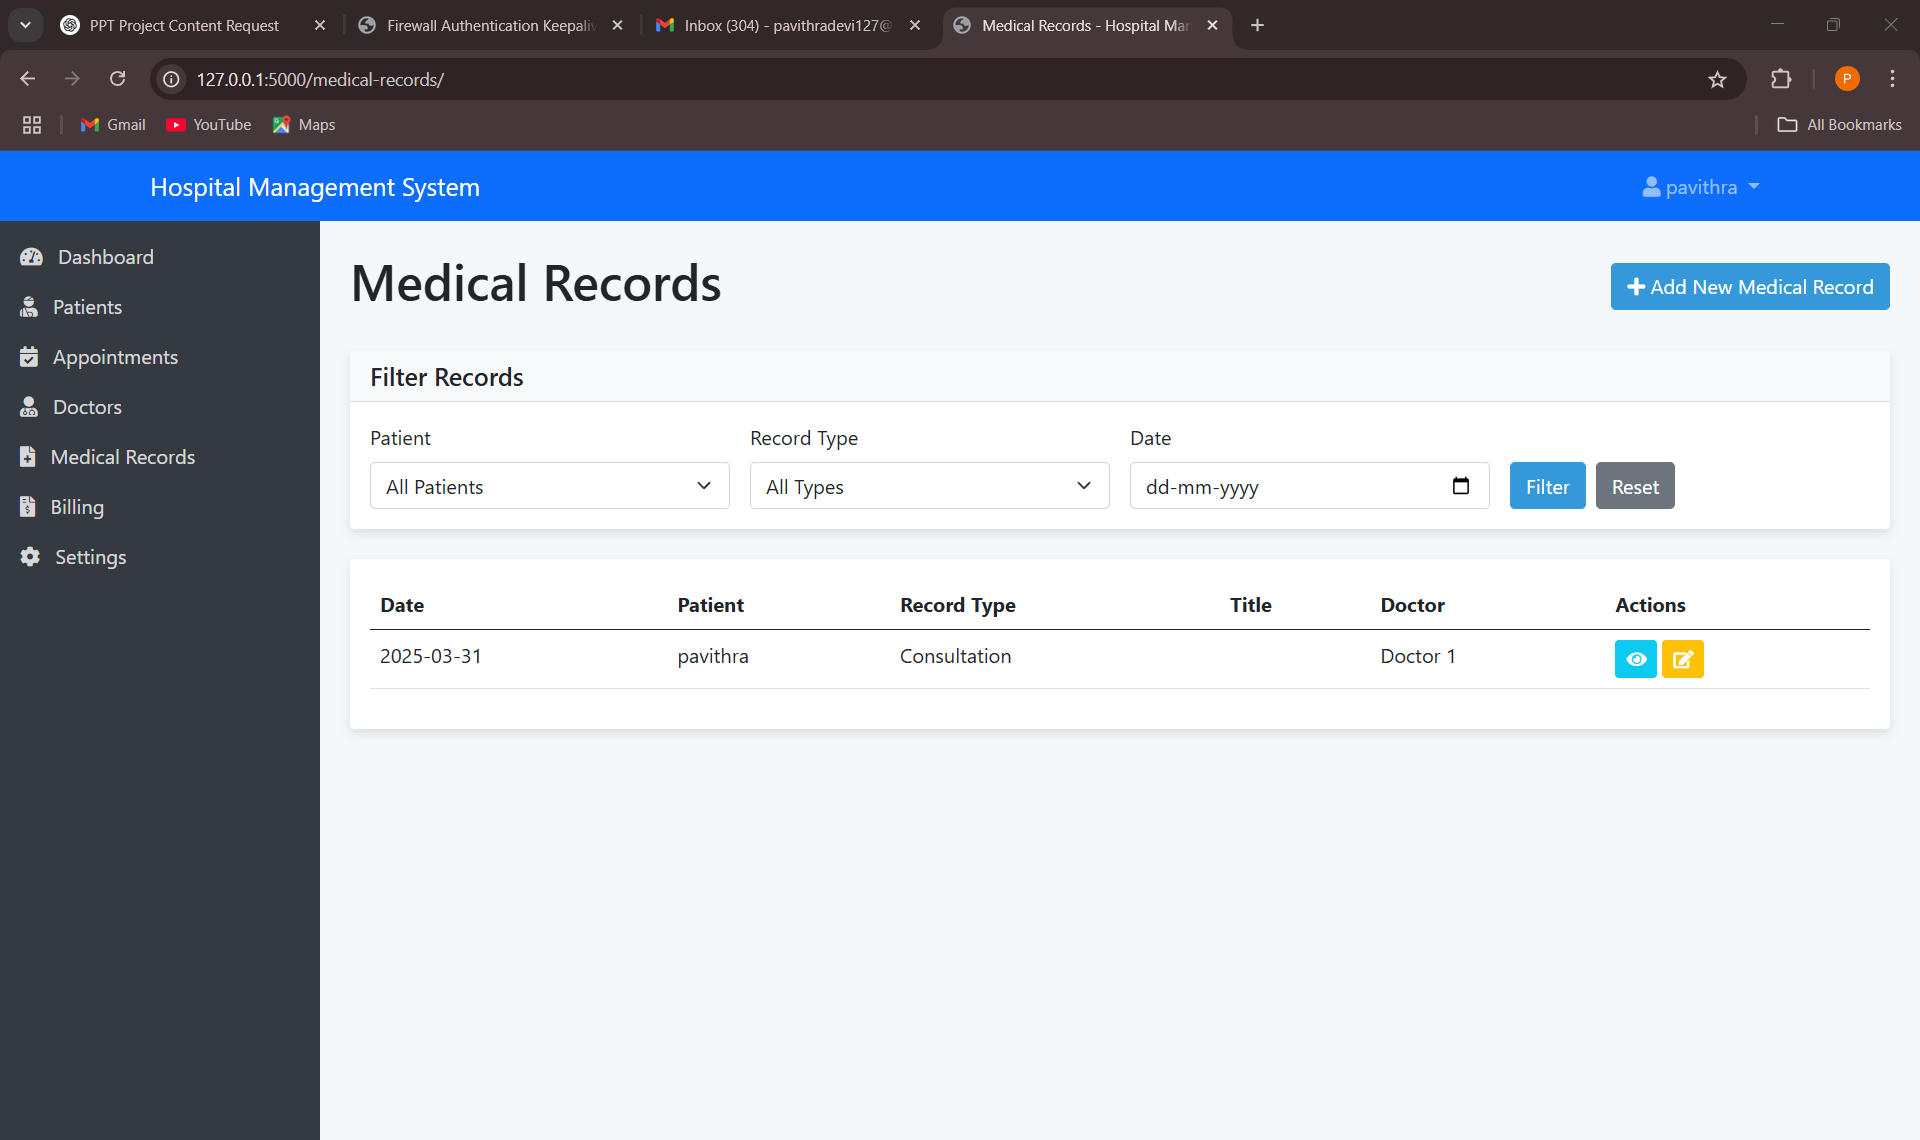 PPT Project Content Request
Firewall Authentication Keepaliv
Inbox (304) - pavithradevi127@
Medical Records - Hospital Mar
127.0.0.1:5000/medical-records/
P
Gmail
YouTube
Maps
All Bookmarks
Hospital Management System
pavithra
Dashboard
Patients
Appointments
Doctors
Medical Records
Billing
Settings
Medical Records
Add New Medical Record
Filter Records
Patient
Record Type
Date
All Patients
All Types
dd-mm-yyyy
Filter
Reset
Date Patient Record Type Title Doctor Actions
2025-03-31 pavithra Consultation Doctor 1